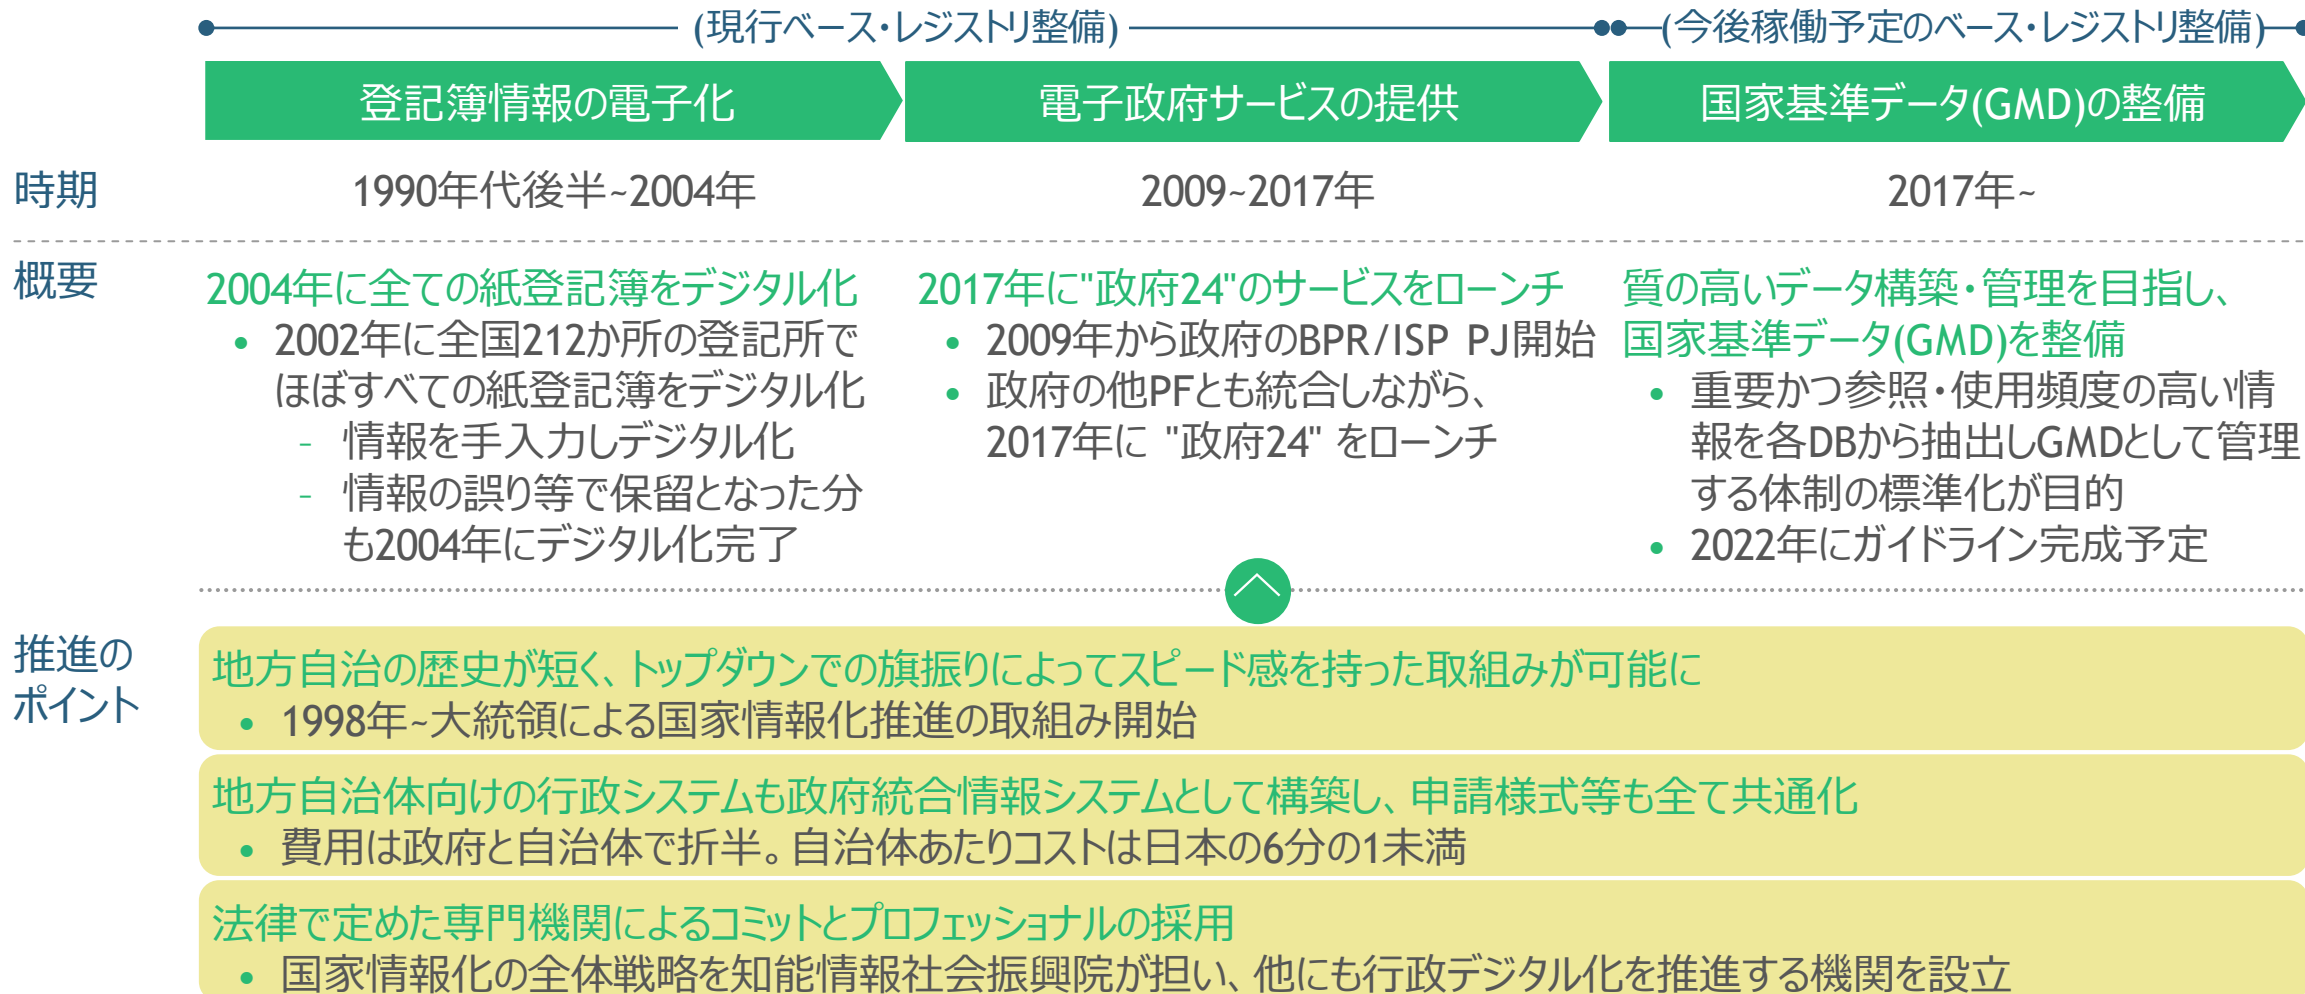 (現行ベース・レジストリ整備)
(今後稼働予定のベース・レジストリ整備)
登記簿情報の電子化
電子政府サービスの提供
国家基準データ(GMD)の整備
時期
1990年代後半~2004年
2009~2017年
2017年~
概要
2004年に全ての紙登記簿をデジタル化
• 2002年に全国212か所の登記所で
ほぼすべての紙登記簿をデジタル化
- 情報を手入力しデジタル化
- 情報の誤り等で保留となった分
も2004年にデジタル化完了
2017年に"政府24"のサービスをローンチ
• 2009年から政府のBPR/ISP PJ開始
• 政府の他PFとも統合しながら、
2017年に "政府24" をローンチ
質の高いデータ構築・管理を目指し、
国家基準データ(GMD)を整備
• 重要かつ参照・使用頻度の高い情
報を各DBから抽出しGMDとして管理
する体制の標準化が目的
• 2022年にガイドライン完成予定
推進の
ポイント
地方自治の歴史が短く、トップダウンでの旗振りによってスピード感を持った取組みが可能に
• 1998年~大統領による国家情報化推進の取組み開始
地方自治体向けの行政システムも政府統合情報システムとして構築し、申請様式等も全て共通化
• 費用は政府と自治体で折半。自治体あたりコストは日本の6分の1未満
法律で定めた専門機関によるコミットとプロフェッショナルの採用
• 国家情報化の全体戦略を知能情報社会振興院が担い、他にも行政デジタル化を推進する機関を設立